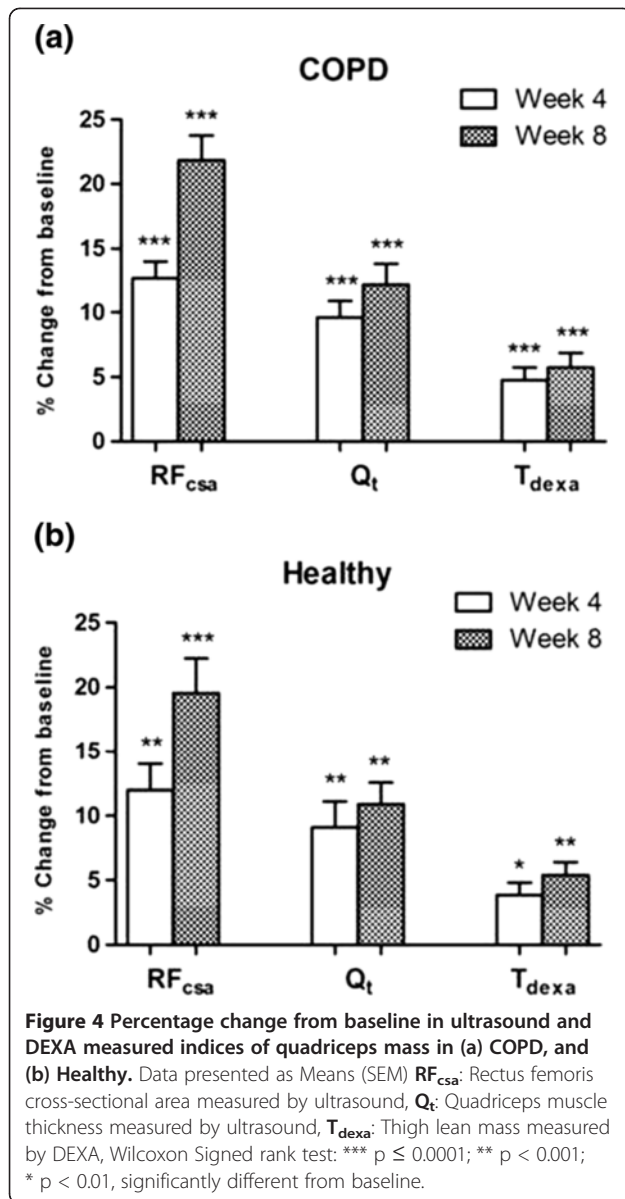 (a)
COPD
Week 4
Week 8
% Change from baseline
25
20
15
10
5
0
*** ***
*** ***
*** ***
RFcsa Qt Tdexa
(b)
Healthy
Week 4
Week 8
% Change from baseline
25
20
15
10
5
0
** ***
** **
* **
RFcsa Qt Tdexa
Figure 4 Percentage change from baseline in ultrasound and
DEXA measured indices of quadriceps mass in (a) COPD, and
(b) Healthy. Data presented as Means (SEM) RFcsa: Rectus femoris
cross-sectional area measured by ultrasound, Qt: Quadriceps muscle
thickness measured by ultrasound, Tdexa: Thigh lean mass measured
by DEXA, Wilcoxon Signed rank test: *** p ≤ 0.0001; ** p < 0.001;
* p < 0.01, significantly different from baseline.